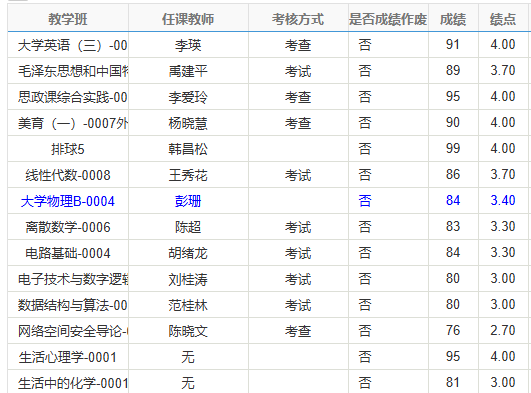 教学班 任课教师 考核方式 是否成绩作废 成绩 绩点
大学英语（三）-00 李瑛 考查 否 91 4.00
毛泽东思想和中国特 禹建平 考试 否 89 3.70
思政课综合实践-00 李爱玲 考查 否 95 4.00
美育（一）-0007外 杨晓慧 考查 否 90 4.00
排球5 韩昌松 否 99 4.00
线性代数-0008 王秀花 考试 否 86 3.70
大学物理B-0004 彭珊 否 84 3.40
离散数学-0006 陈超 考试 否 83 3.30
电路基础-0004 胡绪龙 考试 否 84 3.30
电子技术与数字逻辑 刘桂涛 考试 否 80 3.00
数据结构与算法-00 范桂林 考试 否 80 3.00
网络空间安全导论- 陈晓文 考查 否 76 2.70
生活心理学-0001 无 否 95 4.00
生活中的化学-0001 无 否 81 3.00